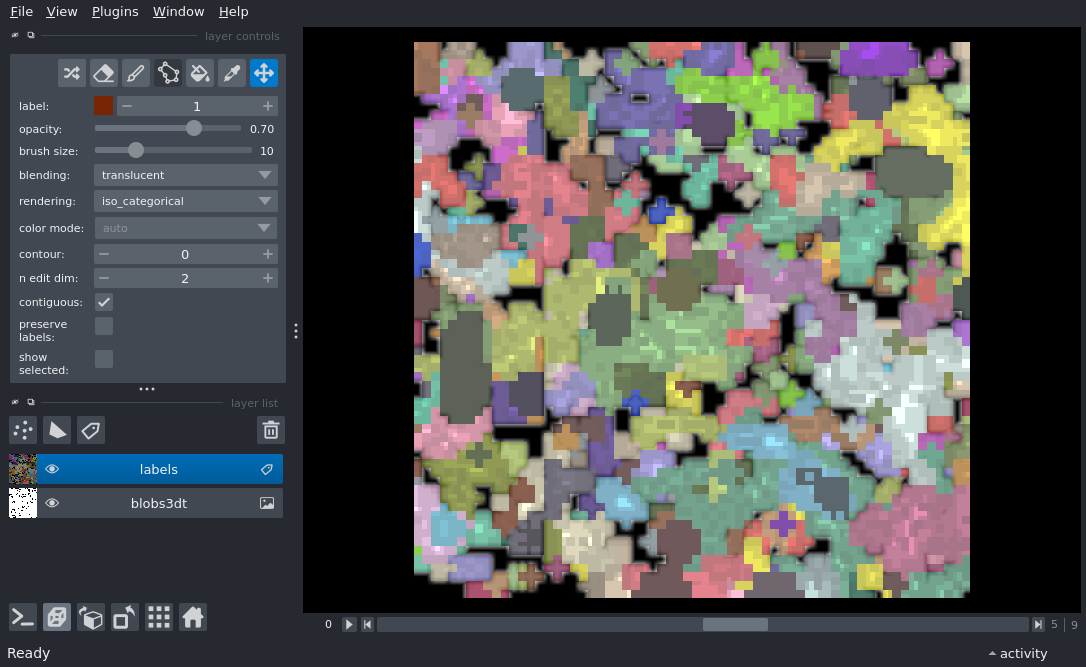 File View Plugins Window Help
layer controls
label: 1
opacity: 0.70
brush size: 10
blending: translucent
rendering: iso_categorical
color mode: auto
contour: 0
n edit dim: 2
contiguous:
preserve
labels:
show
selected:
layer list
labels
blobs3dt
0 5 | 9
Ready activity